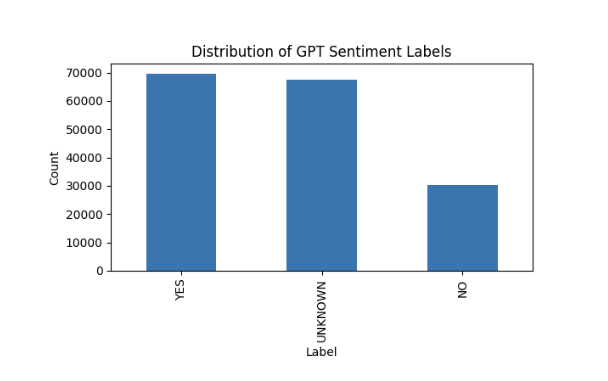 Distribution of GPT Sentiment Labels
70000
60000
50000
40000
30000
20000
10000
0
Count
YES
UNKNOWN
NO
Label